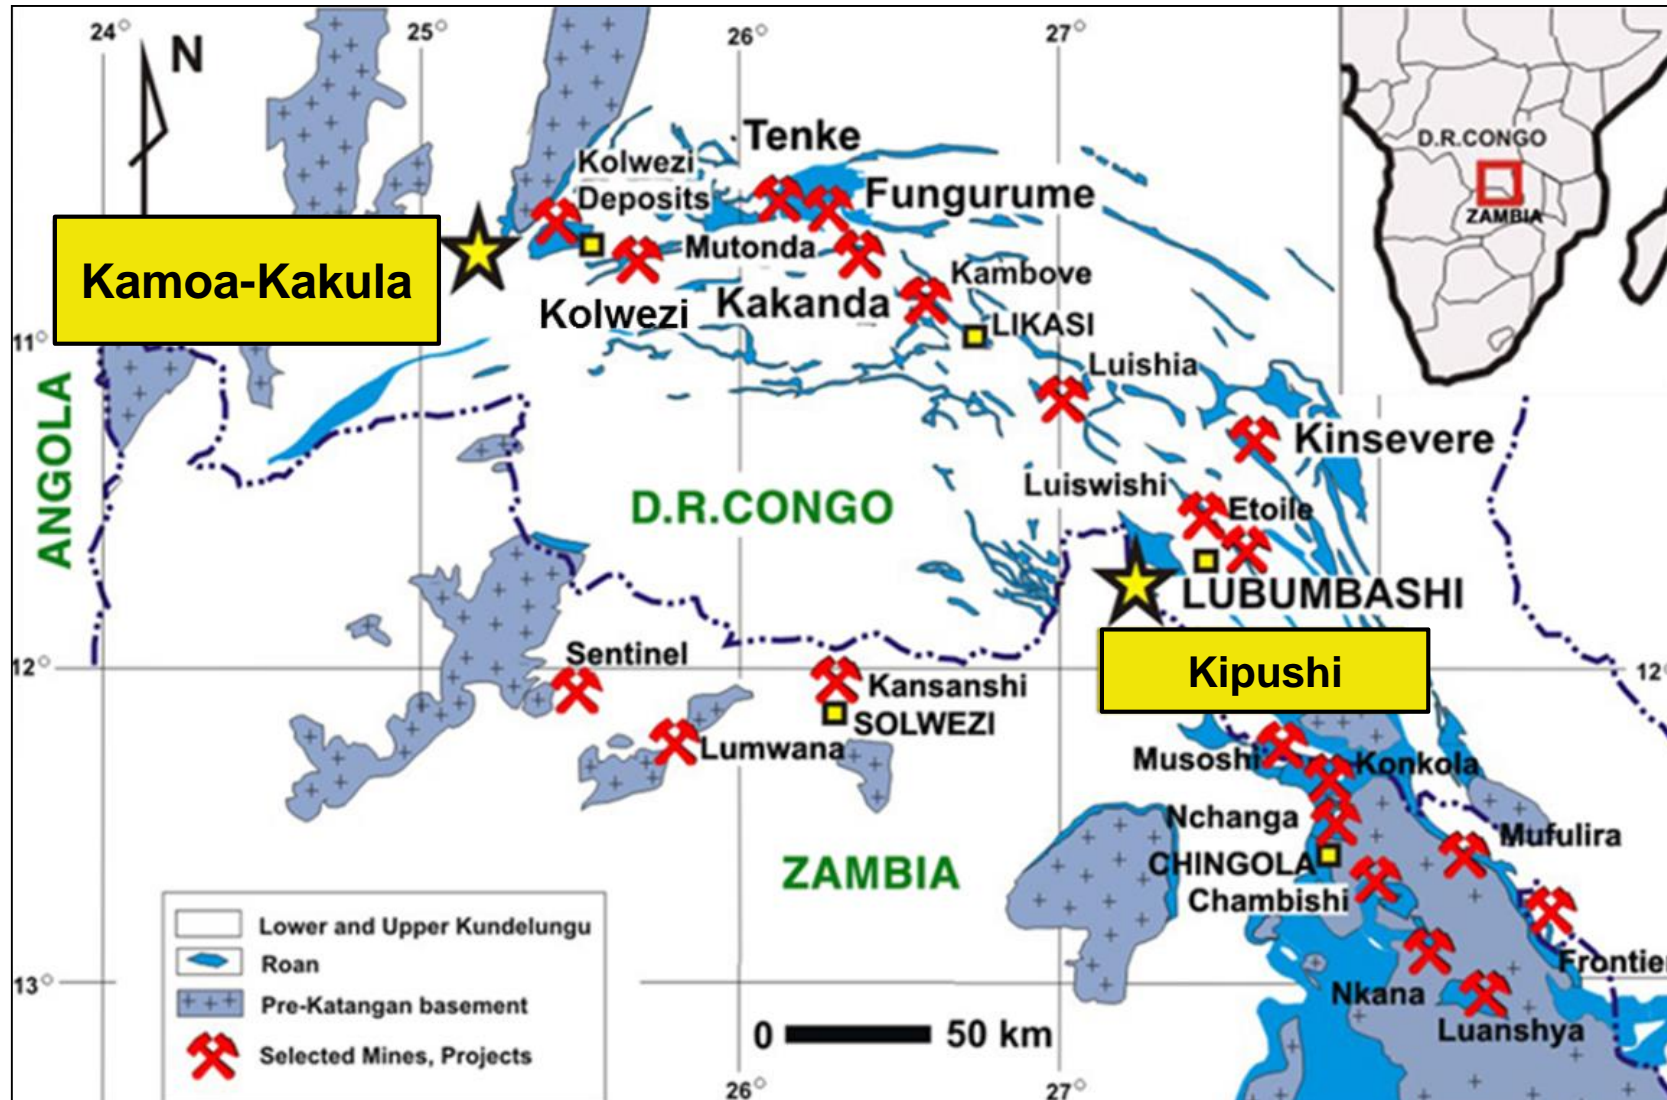 24°
25°
26°
27°
N
Tenke
Kolwezi
Deposits
Fungurume
D.R.CONGO
ZAMBIA
Kamoa-Kakula
Mutonda
Kambove
Kolwezi
Kakanda
LIKASI
11°
Luishia
ANGOLA
Kinsevere
Luiswishi
D.R.CONGO
Etoile
LUBUMBASHI
Sentinel
12°
Kipushi
12°
Kansanshi
SOLWEZI
Lumwana
Musoshi
Konkola
Nchanga
Mufulira
CHINGOLA
ZAMBIA
Chambishi
Lower and Upper Kundelungu
Roan
Frontier
13°
Nkana
Pre-Katangan basement
Luanshya
0 50 km
Selected Mines, Projects
26°
27°